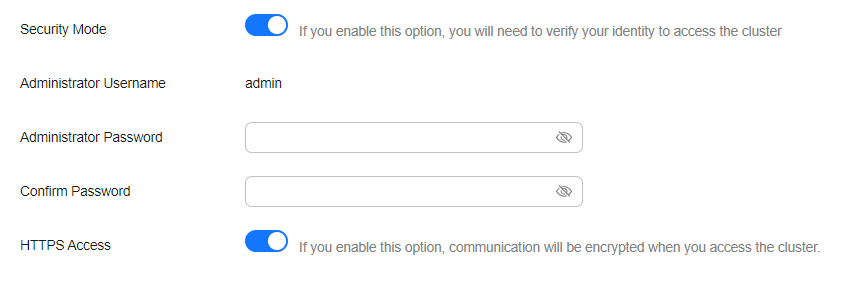 Security Mode If you enable this option, you will need to verify your identity to access the cluster
Administrator Username admin
Administrator Password
Confirm Password
HTTPS Access If you enable this option, communication will be encrypted when you access the cluster.